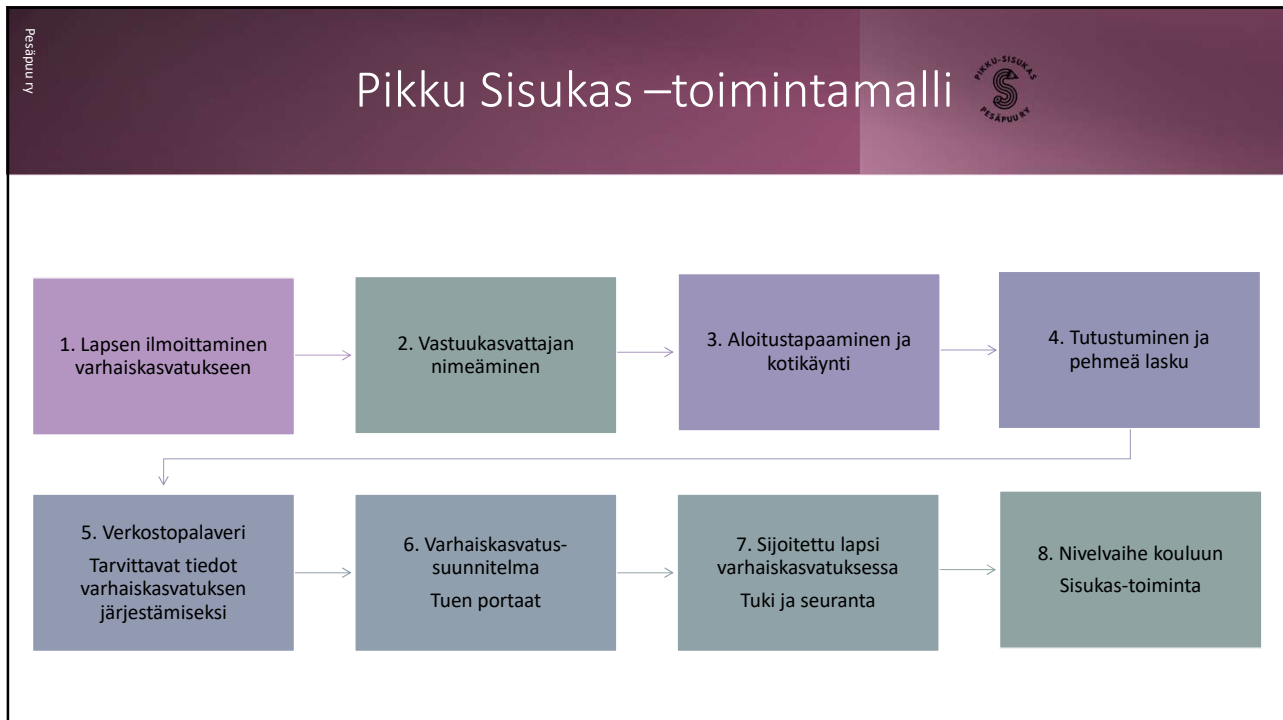 Pesäpuu ry
Pikku Sisukas –toimintamalli
PIKKU-SISUKAS
PESÄPUU RY
1. Lapsen ilmoittaminen
varhaiskasvatukseen
2. Vastuukasvattajan
nimeäminen
3. Aloitustapaaminen ja
kotikäynti
4. Tutustuminen ja
pehmeä lasku
5. Verkostopalaveri
Tarvittavat tiedot
varhaiskasvatuksen
järjestämiseksi
6. Varhaiskasvatus-
suunnitelma
Tuen portaat
7. Sijoitettu lapsi
varhaiskasvatuksessa
Tuki ja seuranta
8. Nivelvaihe kouluun
Sisukas-toiminta